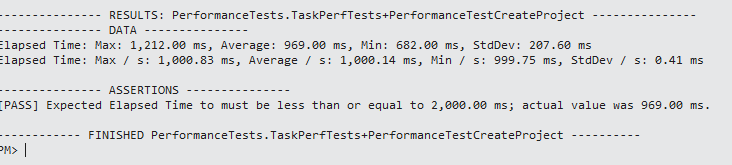 -------------- RESULTS: PerformanceTests.TaskPerfTests+PerformanceTestCreateProject --------------
-------------- DATA --------------
Elapsed Time: Max: 1,212.00 ms, Average: 969.00 ms, Min: 682.00 ms, StdDev: 207.60 ms
Elapsed Time: Max / s: 1,000.83 ms, Average / s: 1,000.14 ms, Min / s: 999.75 ms, StdDev / s: 0.41 ms
-------------- ASSERTIONS --------------
[PASS] Expected Elapsed Time to must be less than or equal to 2,000.00 ms; actual value was 969.00 ms.
------------ FINISHED PerformanceTests.TaskPerfTests+PerformanceTestCreateProject ----------
PM>